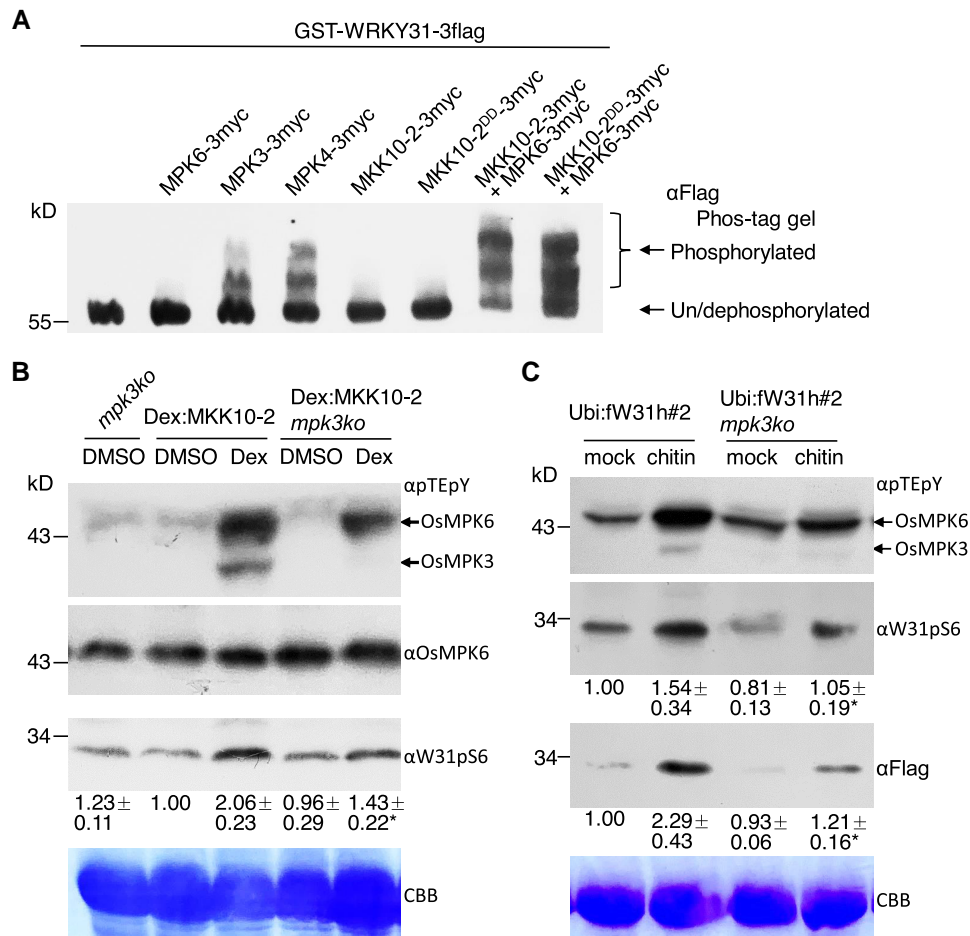 A
GST-WRKY31-3flag
MPK6-3myc
MPK3-3myc
MPK4-3myc
MKK10-2-3myc
MKK10-2DD-3myc
MKK10-2-3myc
+ MPK6-3myc
MKK10-2DD-3myc
+ MPK6-3myc
kD
αFlag
Phos-tag gel
Phosphorylated
55
Un/dephosphorylated
B
mpk3ko
Dex:MKK10-2
Dex:MKK10-2
mpk3ko
DMSO DMSO Dex DMSO Dex
kD
αpTEpY
OsMPK6
43
OsMPK3
αOsMPK6
43
34
αW31pS6
1.23± 1.00 2.06± 0.96± 1.43±
0.11 0.23 0.29 0.22*
CBB
C
Ubi:fW31h#2
Ubi:fW31h#2
mpk3ko
mock chitin mock chitin
kD
αpTEpY
43
OsMPK6
OsMPK3
34
αW31pS6
1.00 1.54± 0.81± 1.05±
0.34 0.13 0.19*
34
αFlag
1.00 2.29± 0.93± 1.21±
0.43 0.06 0.16*
CBB